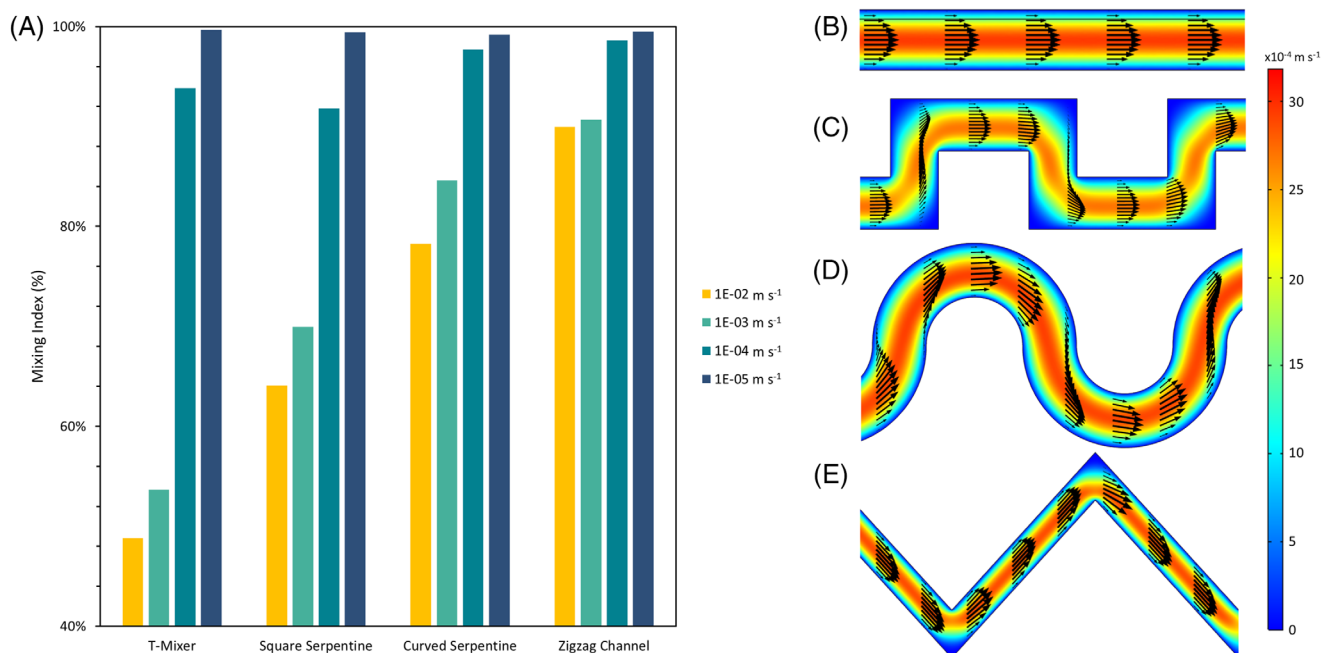 (A)
100%
80%
60%
40%
Mixing Index (%)
T-Mixer
Square Serpentine
Curved Serpentine
Zigzag Channel
1E-02 m s⁻¹
1E-03 m s⁻¹
1E-04 m s⁻¹
1E-05 m s⁻¹
(B)
(C)
(D)
(E)
x10⁻⁴ m s⁻¹
30
25
20
15
10
5
0